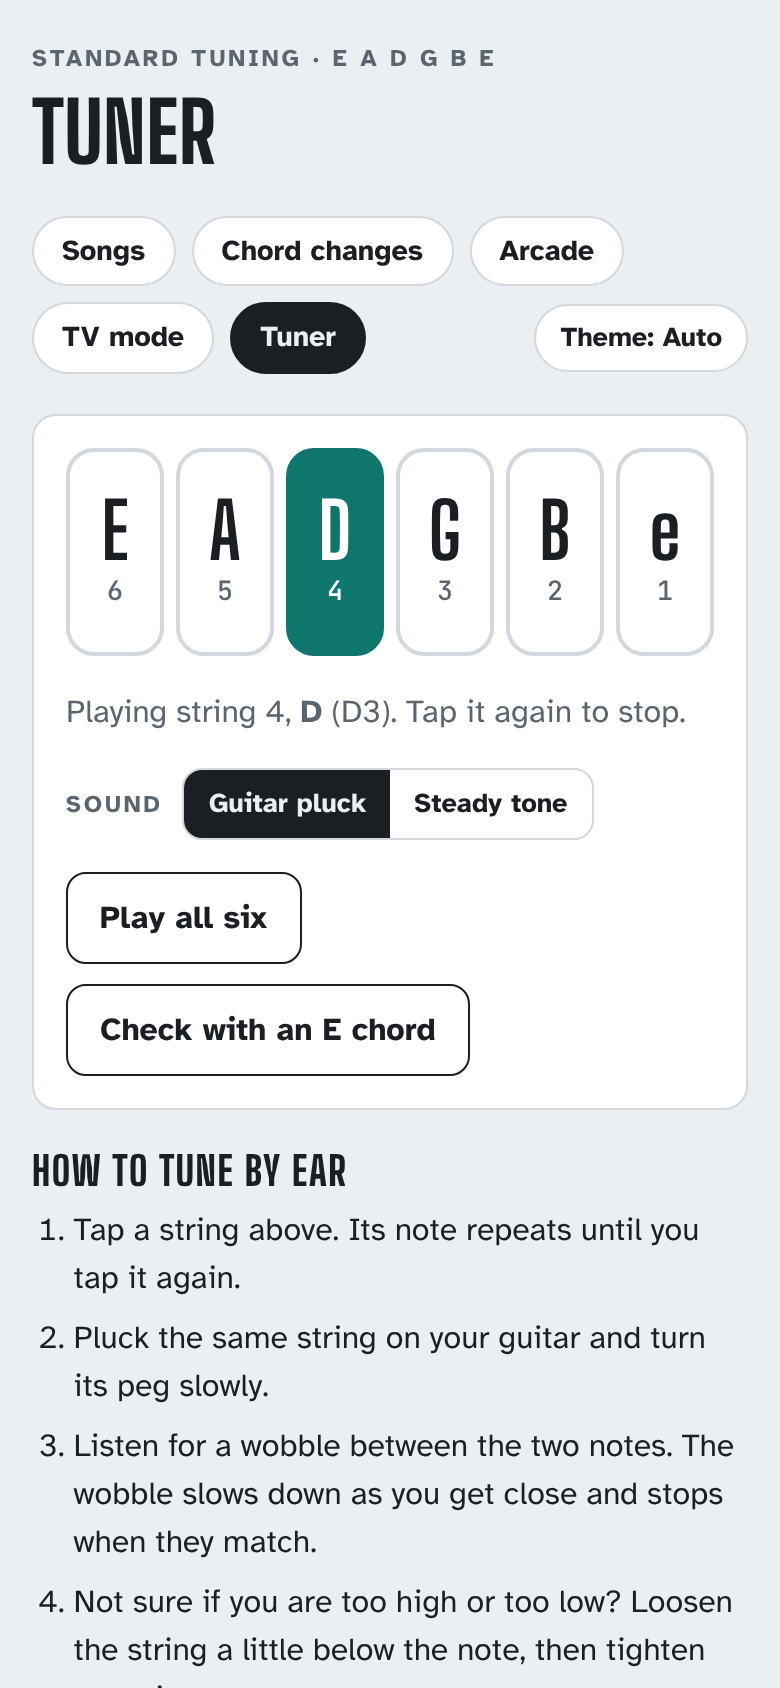 STANDARD TUNING · E A D G B E
TUNER
Songs
Chord changes
Arcade
TV mode
Tuner
Theme: Auto
E A D G B e
6 5 4 3 2 1
Playing string 4, D (D3). Tap it again to stop.
SOUND Guitar pluck Steady tone
Play all six
Check with an E chord
HOW TO TUNE BY EAR
1. Tap a string above. Its note repeats until you
tap it again.
2. Pluck the same string on your guitar and turn
its peg slowly.
3. Listen for a wobble between the two notes. The
wobble slows down as you get close and stops
when they match.
4. Not sure if you are too high or too low? Loosen
the string a little below the note, then tighten